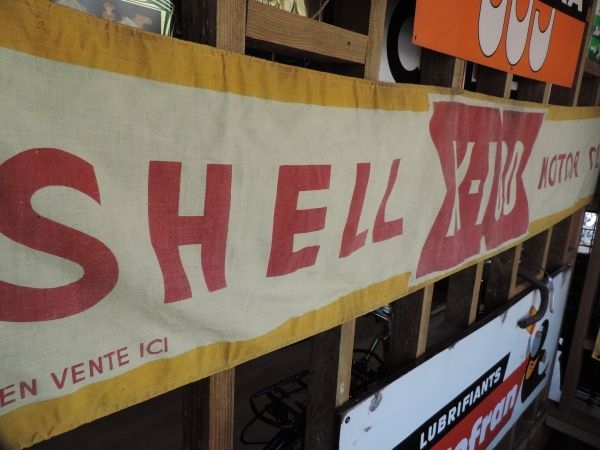 SHELL X-100 MOTOR
EN VENTE ICI
LUBRIFIANTS